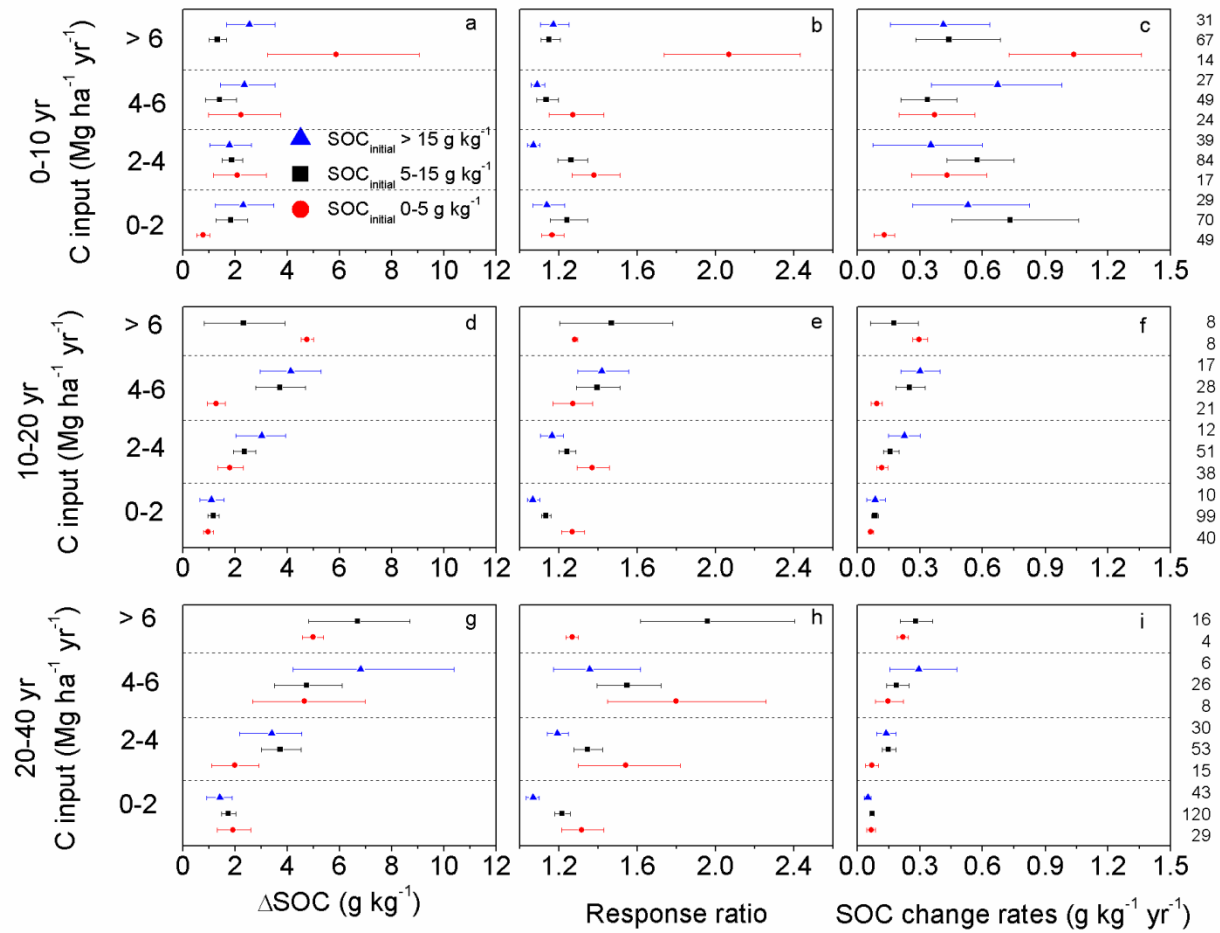 0-10 yr
C input (Mg ha⁻¹ yr⁻¹)
> 6
4-6
2-4
0-2
a
SOC_initial > 15 g kg⁻¹
SOC_initial 5-15 g kg⁻¹
SOC_initial 0-5 g kg⁻¹
0 2 4 6 8 10 12
b
1.2 1.6 2.0 2.4
c
0.0 0.3 0.6 0.9 1.2 1.5
31
67
14
27
49
24
39
84
17
29
70
49
10-20 yr
C input (Mg ha⁻¹ yr⁻¹)
> 6
4-6
2-4
0-2
d
0 2 4 6 8 10 12
e
1.2 1.6 2.0 2.4
f
0.0 0.3 0.6 0.9 1.2 1.5
8
8
17
28
21
12
51
38
10
99
40
20-40 yr
C input (Mg ha⁻¹ yr⁻¹)
> 6
4-6
2-4
0-2
g
0 2 4 6 8 10 12
ΔSOC (g kg⁻¹)
h
1.2 1.6 2.0 2.4
Response ratio
i
0.0 0.3 0.6 0.9 1.2 1.5
SOC change rates (g kg⁻¹ yr⁻¹)
16
4
6
26
8
30
53
15
43
120
29